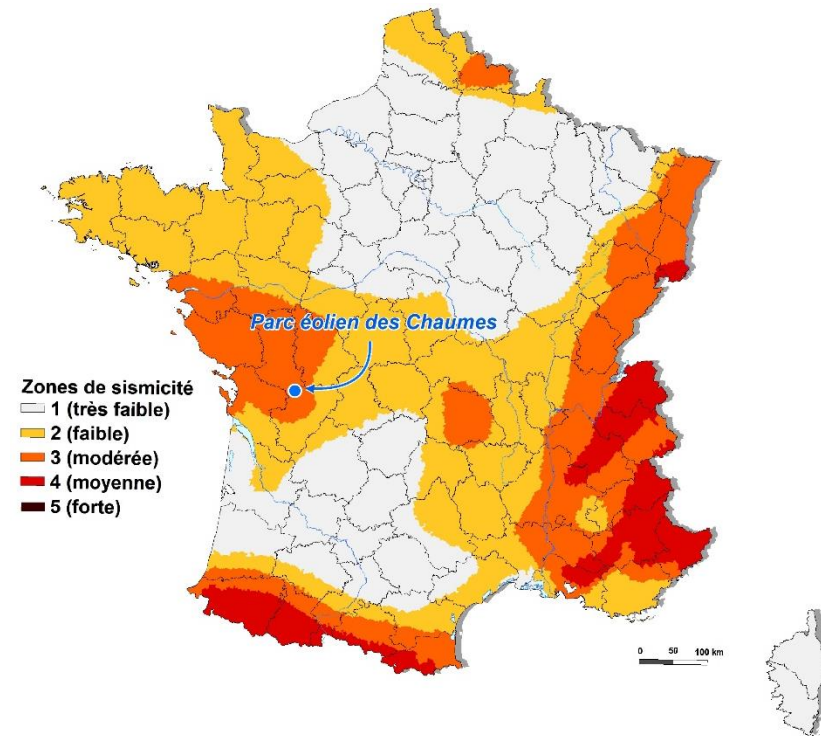 Parc éolien des Chaumes
Zones de sismicité
1 (très faible)
2 (faible)
3 (modérée)
4 (moyenne)
5 (forte)
0 50 100 km